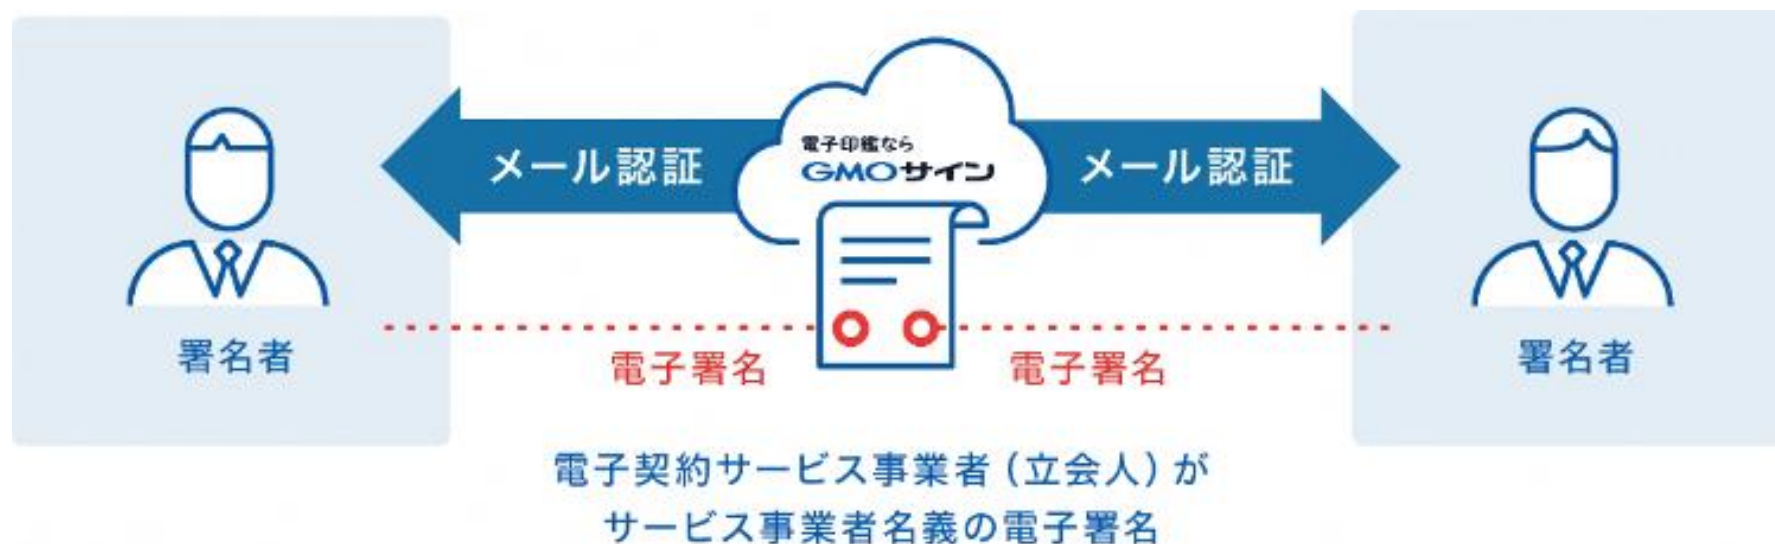 メール認証
電子印鑑なら
GMOサイン
メール認証
署名者
電子署名
電子署名
署名者
電子契約サービス事業者(立会人)が
サービス事業者名義の電子署名